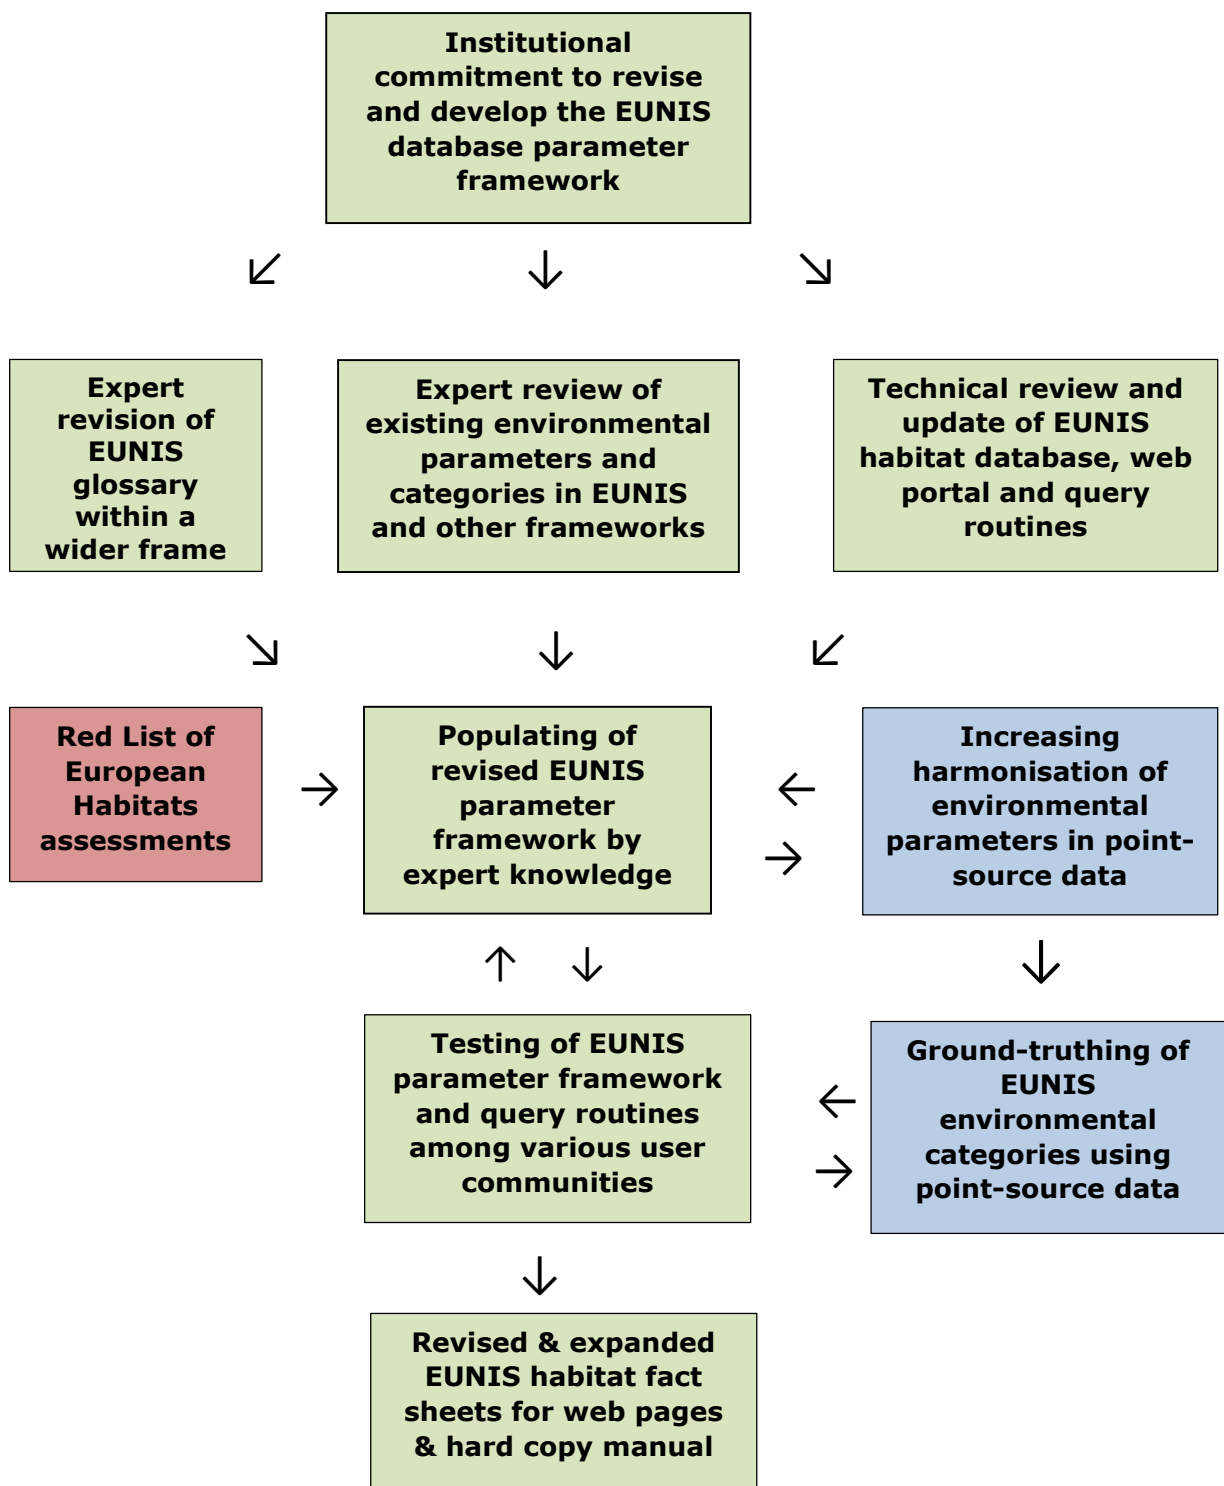 Institutional
commitment to revise
and develop the EUNIS
database parameter
framework
Expert
revision of
EUNIS
glossary
within a
wider frame
Expert review of
existing environmental
parameters and
categories in EUNIS
and other frameworks
Technical review and
update of EUNIS
habitat database, web
portal and query
routines
Red List of
European
Habitats
assessments
Populating of
revised EUNIS
parameter
framework by
expert knowledge
Increasing
harmonisation of
environmental
parameters in point-
source data
Testing of EUNIS
parameter framework
and query routines
among various user
communities
Ground-truthing of
EUNIS
environmental
categories using
point-source data
Revised & expanded
EUNIS habitat fact
sheets for web pages
& hard copy manual